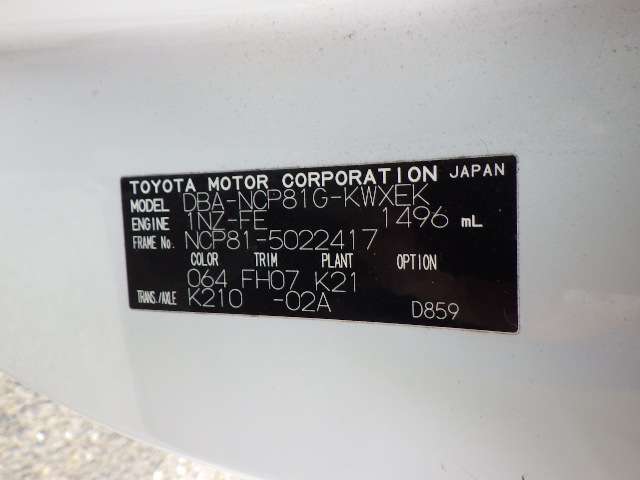 TOYOTA MOTOR CORPORATION JAPAN
MODEL DBA-NCP81G-KWXEK
ENGINE 1NZ-FE 1496 mL
FRAME No. NCP81-5022417
COLOR TRIM PLANT OPTION
064 FH07 K21
TRANS./AXLE K210 -02A D859